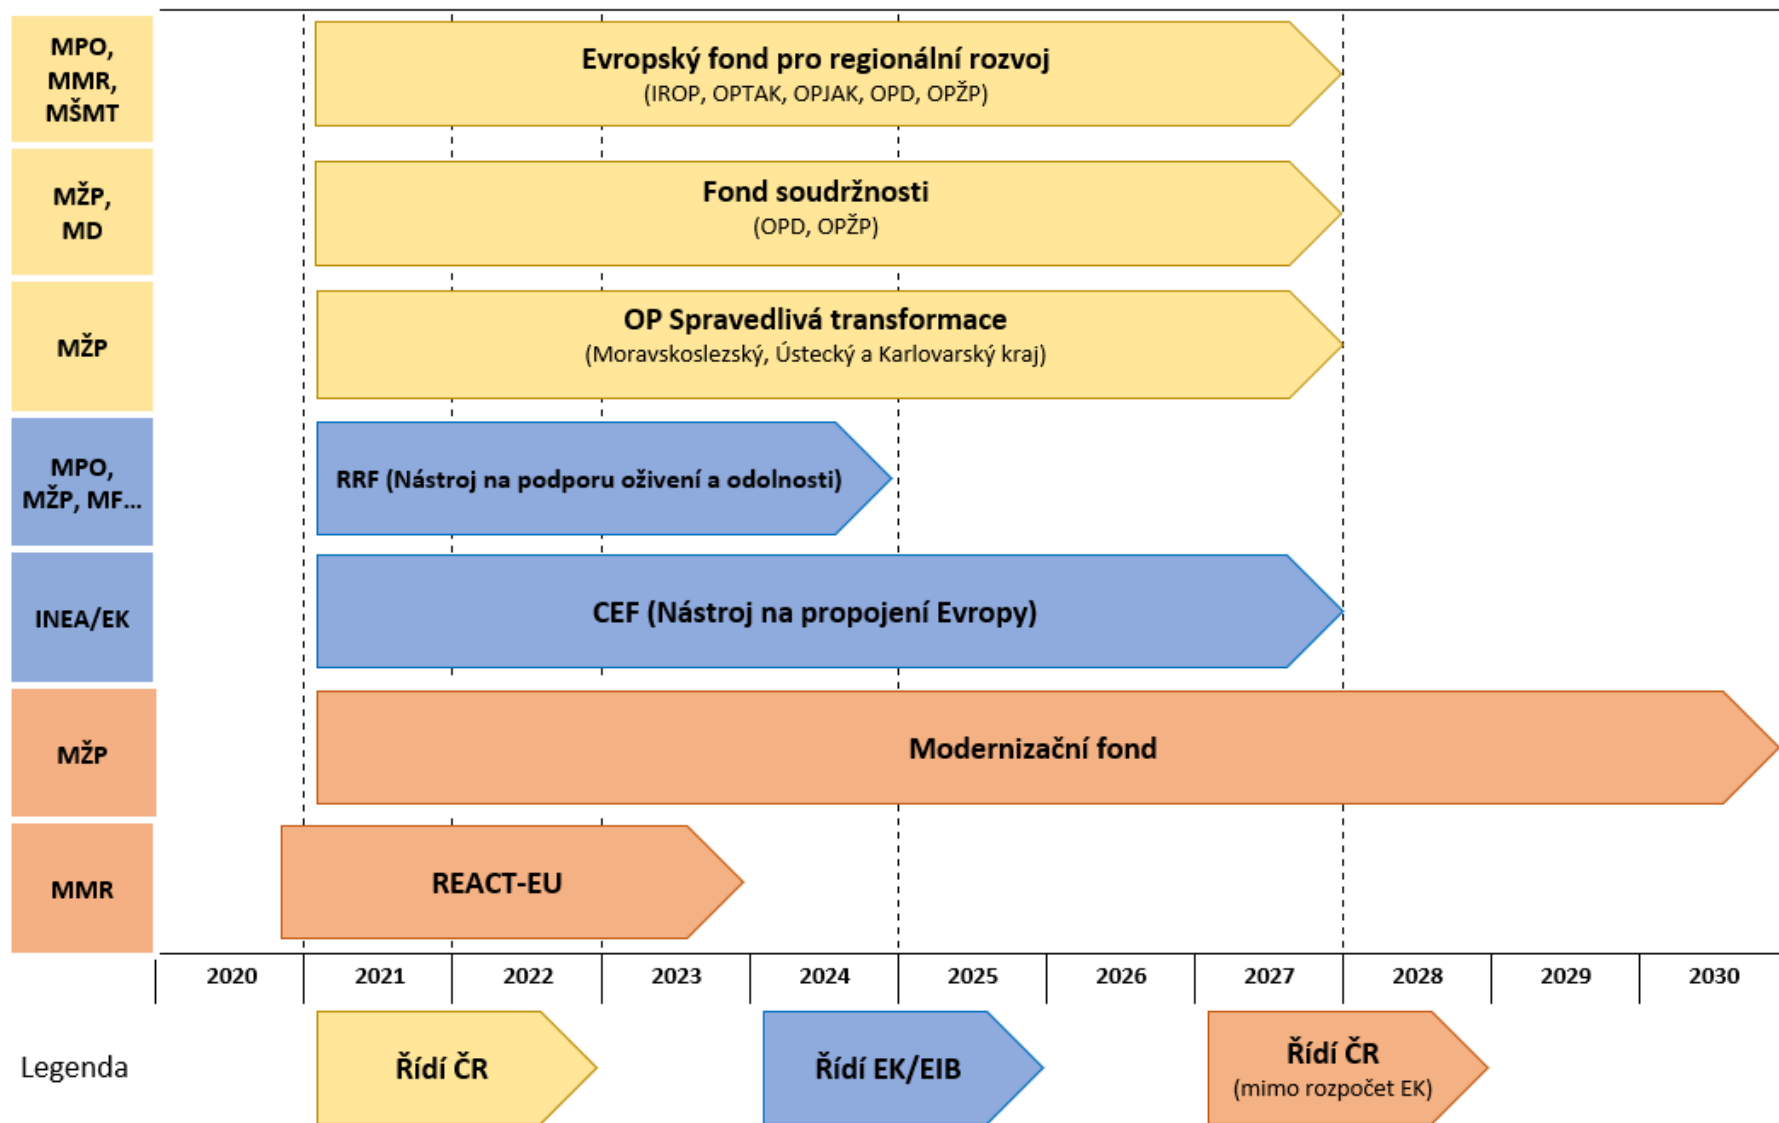 MPO,
MMR,
MŠMT
Evropský fond pro regionální rozvoj
(IROP, OPTAK, OPJAK, OPD, OPŽP)
MŽP,
MD
Fond soudržnosti
(OPD, OPŽP)
MŽP
OP Spravedlivá transformace
(Moravskoslezský, Ústecký a Karlovarský kraj)
MPO,
MŽP, MF...
RRF (Nástroj na podporu oživení a odolnosti)
INEA/EK
CEF (Nástroj na propojení Evropy)
MŽP
Modernizační fond
MMR
REACT-EU
2020 2021 2022 2023 2024 2025 2026 2027 2028 2029 2030
Legenda
Řídí ČR
Řídí EK/EIB
Řídí ČR
(mimo rozpočet EK)